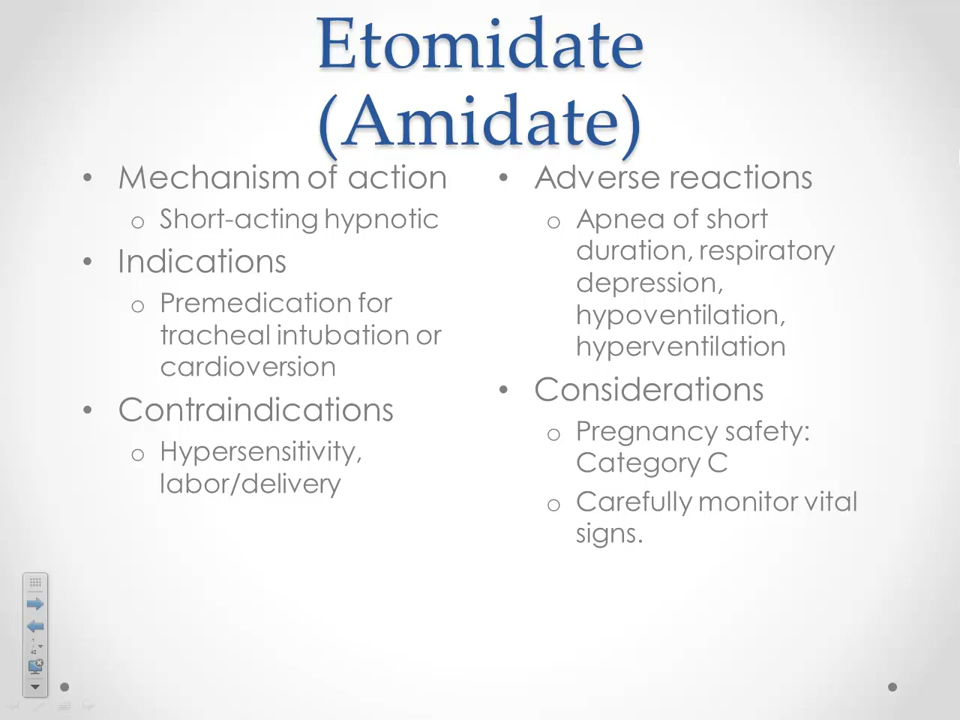 Etomidate
(Amidate)
• Mechanism of action
o Short-acting hypnotic
• Indications
o Premedication for
tracheal intubation or
cardioversion
• Contraindications
o Hypersensitivity,
labor/delivery
• Adverse reactions
o Apnea of short
duration, respiratory
depression,
hypoventilation,
hyperventilation
• Considerations
o Pregnancy safety:
Category C
o Carefully monitor vital
signs.